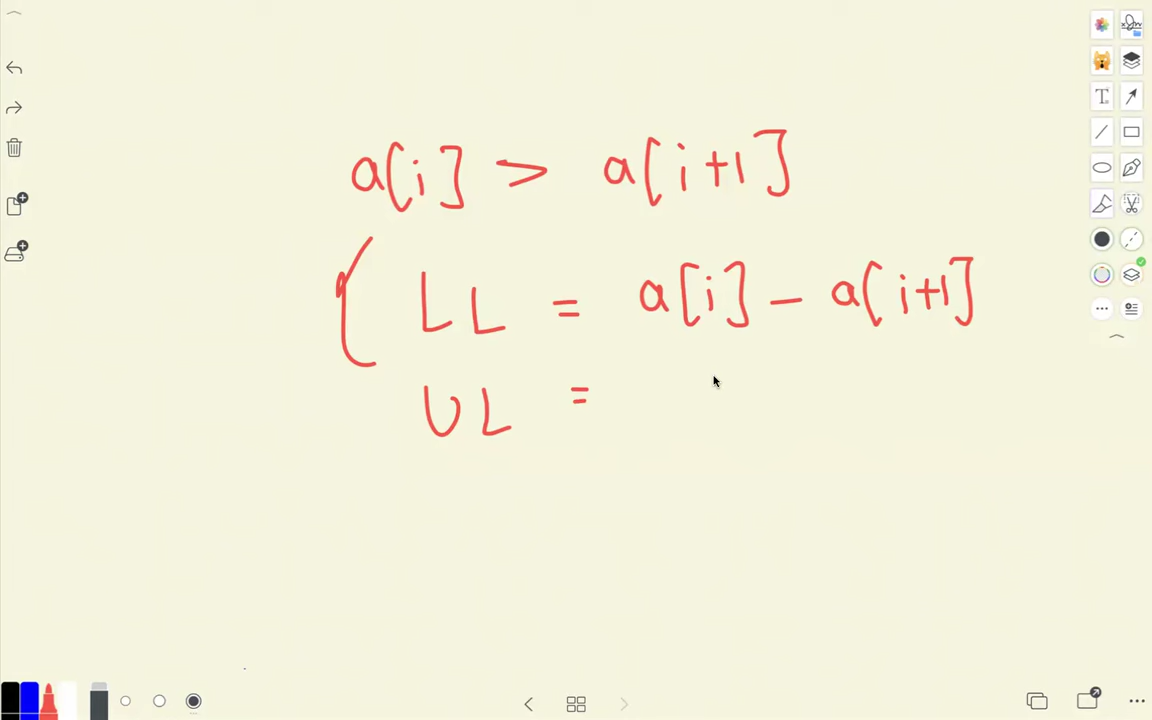 a[i] > a[i+1]
LL = a[i] - a[i+1]
UL =